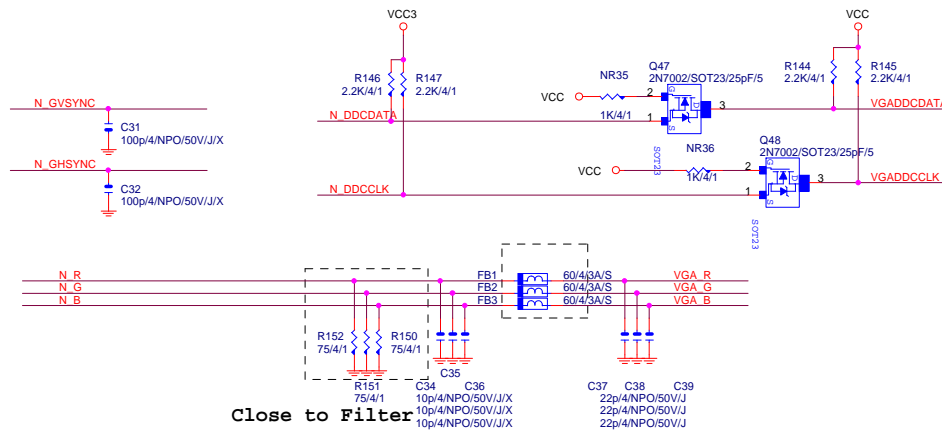 VCC3
VCC
R146
2.2K/4/1
R147
2.2K/4/1
NR35
Q47
2N7002/SOT23/25pF/5
R144
2.2K/4/1
R145
2.2K/4/1
VCC
2
G
D
3
N_GVSYNC
VGADDCDATA
C31
100p/4/NPO/50V/J/X
N_DDCDATA
1K/4/1
1
S
SOT23
Q48
2N7002/SOT23/25pF/5
NR36
N_GHSYNC
VCC
2
G
D
3
1K/4/1
C32
100p/4/NPO/50V/J/X
N_DDCCLK
1
S
VGADDCCLK
SOT23
N_R
FB1
60/4/3A/S
VGA_R
N_G
FB2
60/4/3A/S
VGA_G
N_B
FB3
60/4/3A/S
VGA_B
R152
75/4/1
R150
75/4/1
R151
75/4/1
C34
C35
C36
10p/4/NPO/50V/J/X
10p/4/NPO/50V/J/X
10p/4/NPO/50V/J/X
C37
C38
C39
22p/4/NPO/50V/J
22p/4/NPO/50V/J
22p/4/NPO/50V/J
Close to Filter